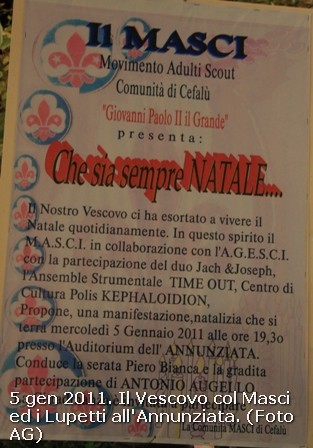 Il MASCI
Movimento Adulti Scout
Comunità di Cefalù
"Giovanni Paolo II il Grande"
presenta:
Che sia sempre NATALE....
Il Nostro Vescovo ci ha esortato a vivere il
Natale quotidianamente. In questo spirito il
M.A.S.C.I. in collaborazione con l'A.G.E.S.C.I.
con la partecipazione del duo Jach &Joseph,
l'Ensemble Strumentale TIME OUT, Centro di
Cultura Polis KEPHALOIDION,
Propone, una manifestazione,natalizia che si
terra mercoledì 5 Gennaio 2011 alle ore 19,3o
presso l'Auditorium dell' ANNUNZIATA.
Conduce la serata Piero Bianca e la gradita
partecipazione di ANTONIO AUGELLO
a partecipare
La Comunità MASCI di Cefalù
5 gen 2011. Il Vescovo col Masci
ed i Lupetti all'Annunziata. (Foto
AG)